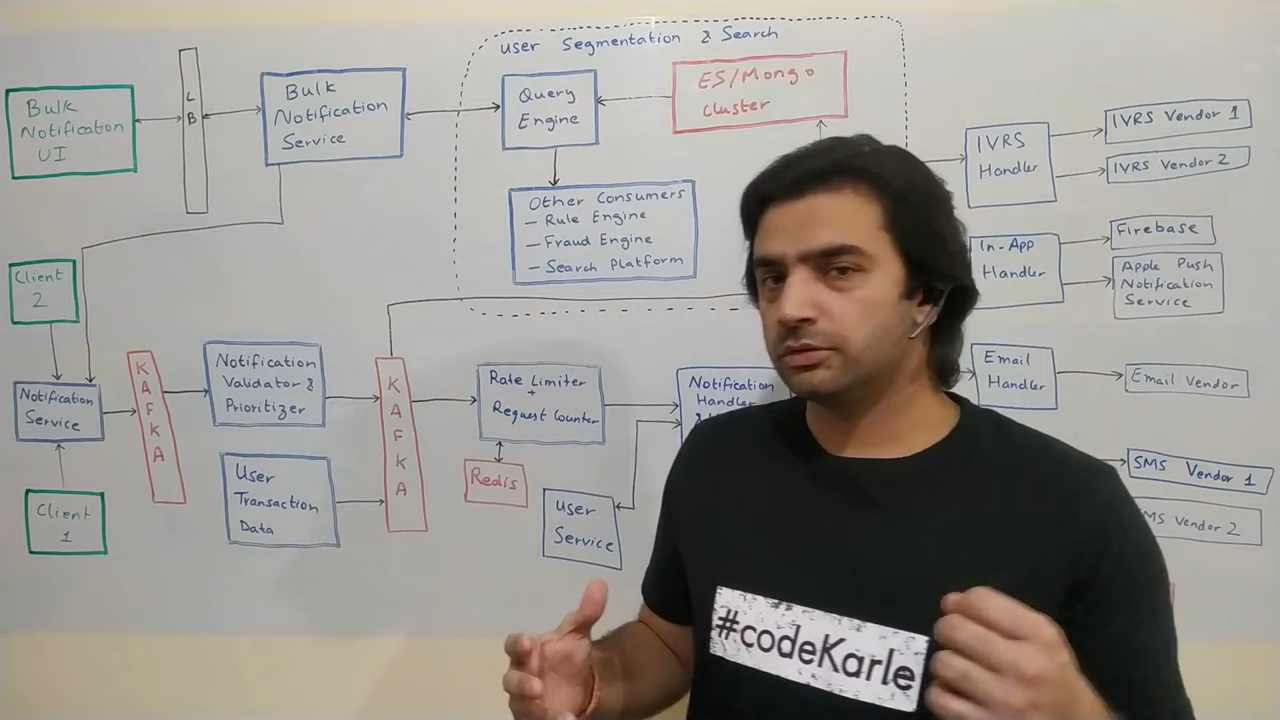 User Segmentation & Search
Bulk
Notification
UI
LB
Bulk
Notification
Service
Query
Engine
ES/Mongo
Cluster
Other Consumers
– Rule Engine
– Fraud Engine
– Search Platform
IVRS
Handler
IVRS Vendor 1
IVRS Vendor 2
In-App
Handler
Firebase
Apple Push
Notification
Service
Client
2
Notification
Service
Client
1
KAFKA
Notification
Validator &
Prioritizer
User
Transaction
Data
KAFKA
Rate Limiter
+
Request Counter
Redis
User
Service
Notification
Handler
&
Email
Handler
Email Vendor
SMS Vendor 1
MS Vendor 2
#codeKarle